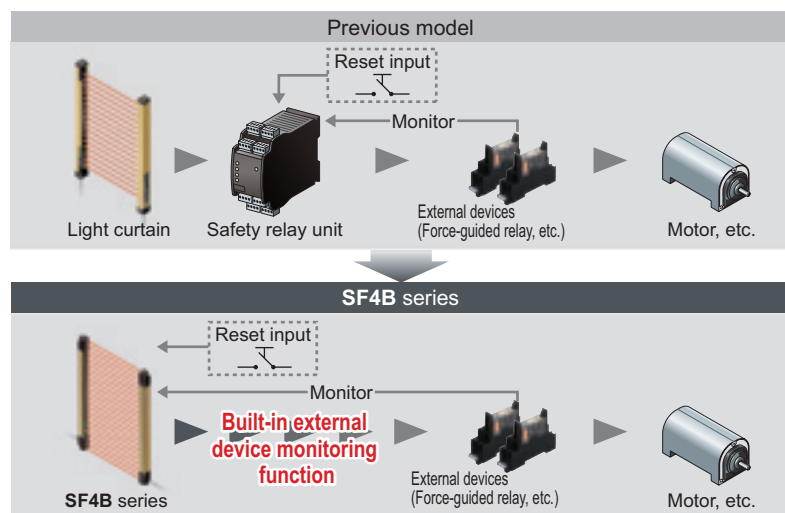 Previous model
Reset input
Monitor
Light curtain
Safety relay unit
External devices
(Force-guided relay, etc.)
Motor, etc.
SF4B series
Reset input
Monitor
Built-in external
device monitoring
function
SF4B series
External devices
(Force-guided relay, etc.)
Motor, etc.